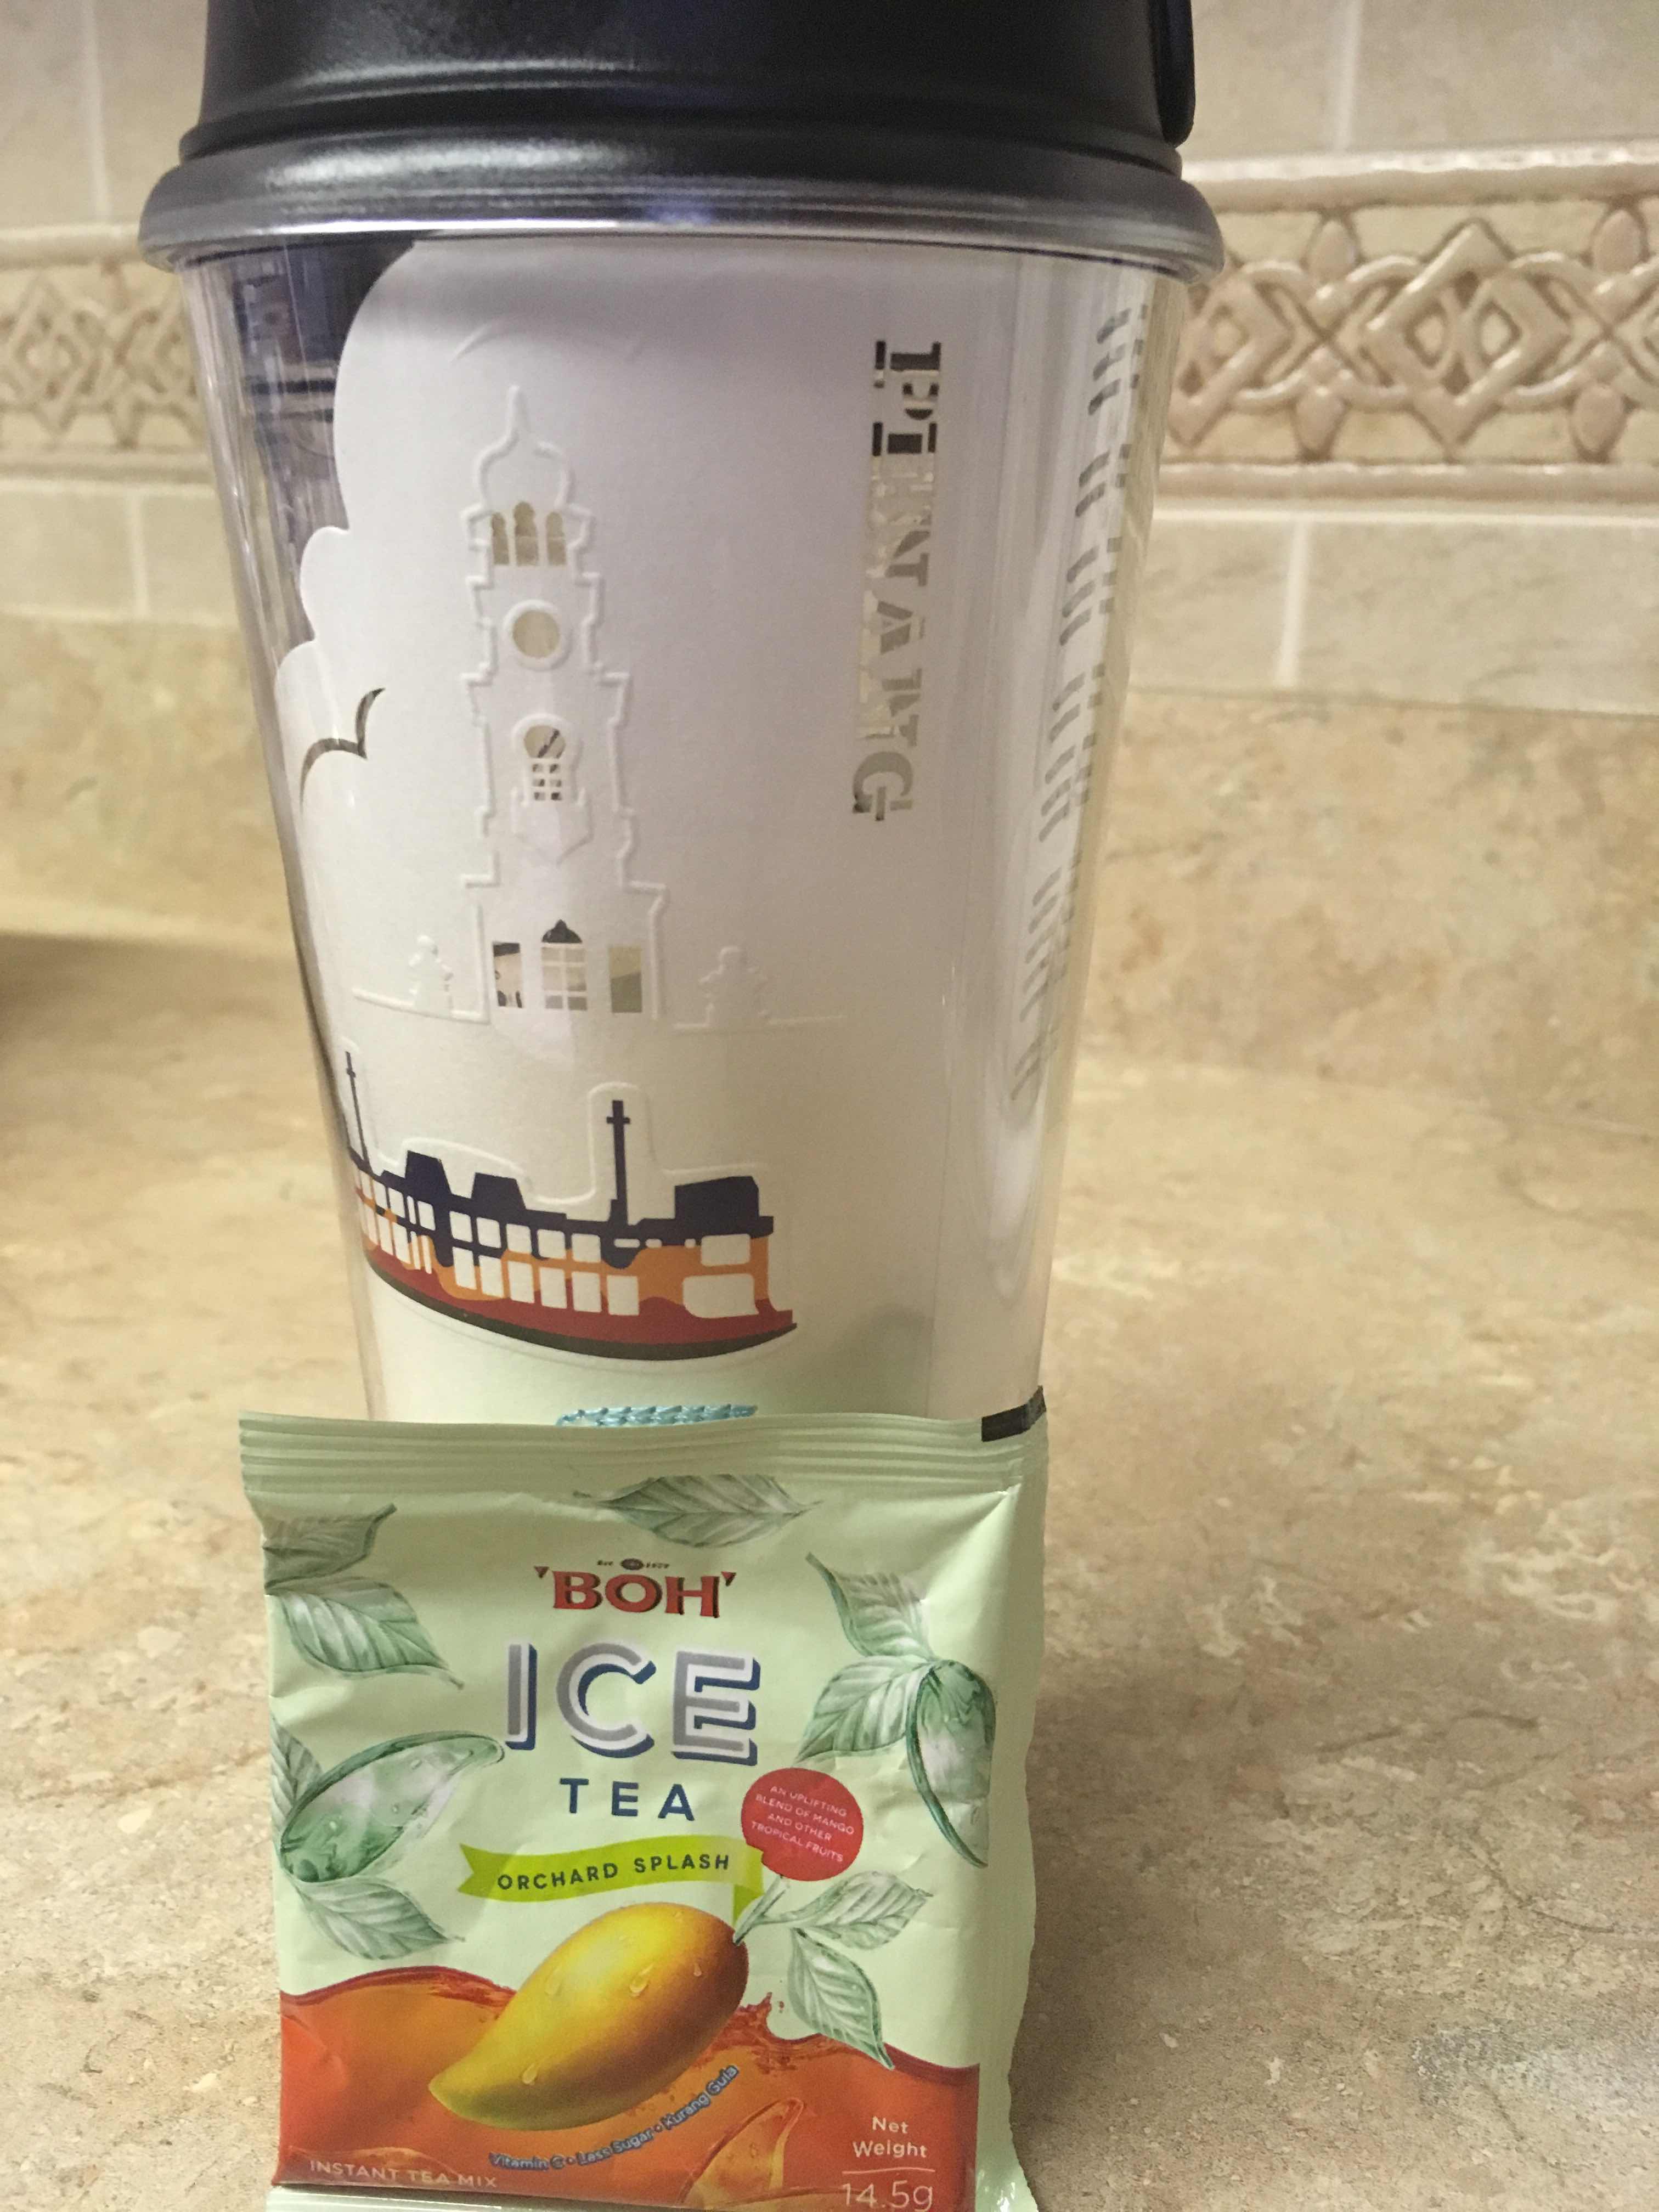 PENANG
'BOH'
ICE
TEA
AN UPLIFTING
BLEND OF MANGO
AND OTHER
TROPICAL FRUITS
ORCHARD SPLASH
Vitamin C • Less Sugar • Kurang Gula
INSTANT TEA MIX
Net
Weight
14.5g